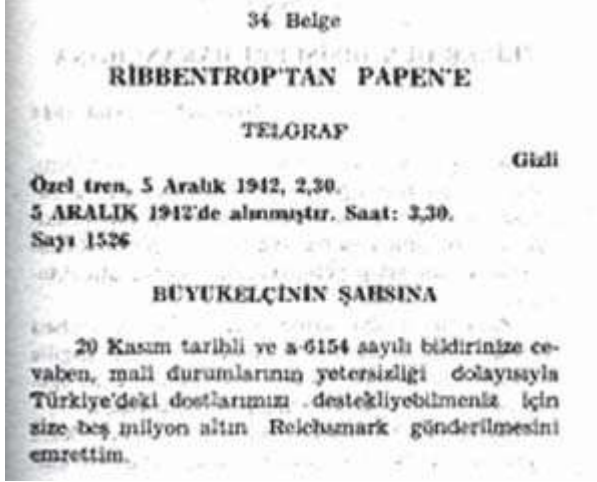 34 Belge
RİBBENTROP'TAN PAPEN'E
TELGRAF
Gizli
Özel tren, 5 Aralık 1942, 2,30.
5 ARALIK 1942'de alınmıştır. Saat: 3,30.
Sayı 1526
BÜYÜKELÇİNİN ŞAHSINA
20 Kasım tarihli ve a-6154 sayılı bildirinize ce-
vaben, mali durumlarının yetersizliği dolayısıyla
Türkiye'deki dostlarımızı destekliyebilmeniz için
size beş milyon altın Reichsmark gönderilmesini
emrettim.